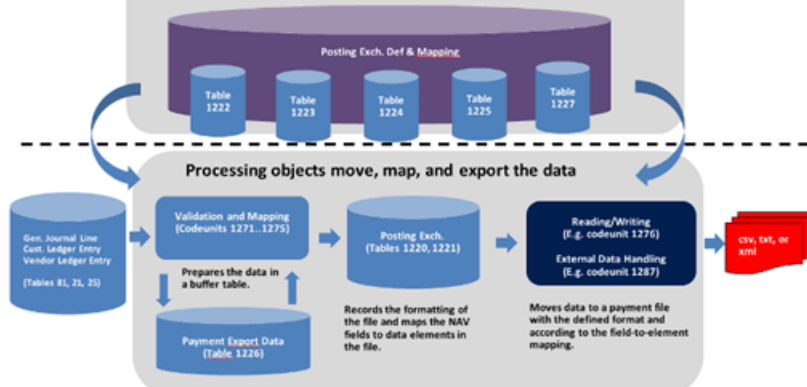 Posting Exch. Def & Mapping
Table
1222
Table
1223
Table
1224
Table
1225
Table
1227
Processing objects move, map, and export the data
Gen. Journal Line
Cust. Ledger Entry
Vendor Ledger Entry
(Tables 81, 21, 25)
Validation and Mapping
(Codeunits 1271..1275)
Prepares the data in
a buffer table.
Payment Export Data
(Table 1226)
Posting Exch.
(Tables 1220, 1221)
Records the formatting of
the file and maps the NAV
fields to data elements in
the file.
Reading/Writing
(E.g. codeunit 1276)
External Data Handling
(E.g. codeunit 1287)
Moves data to a payment file
with the defined format and
according to the field-to-element
mapping.
csv, txt, or
xml